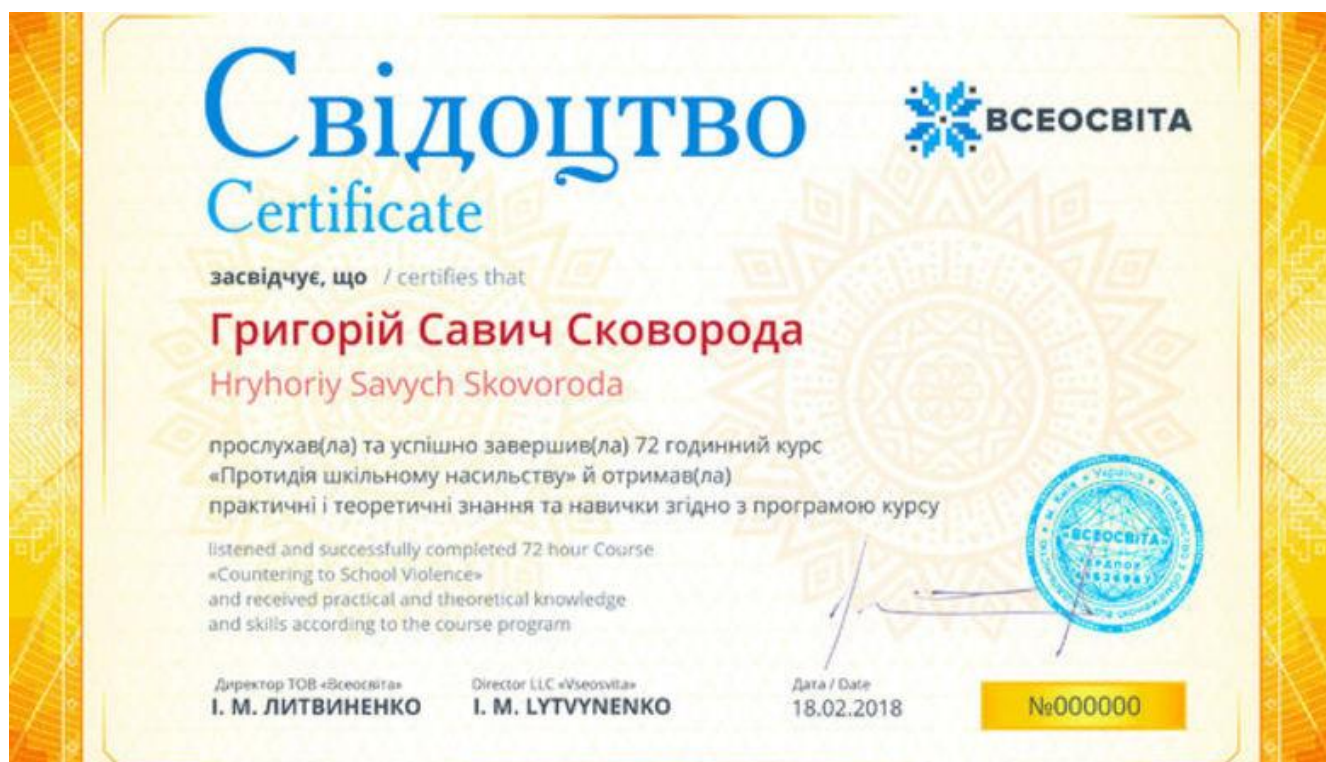 Свідоцтво
ВСЕОСВІТА
Certificate
засвідчує, що / certifies that
Григорій Савич Сковорода
Hryhoriy Savych Skovoroda
прослухав(ла) та успішно завершив(ла) 72 годинний курс
«Протидія шкільному насильству» й отримав(ла)
практичні і теоретичні знання та навички згідно з програмою курсу
listened and successfully completed 72 hour Course
«Countering to School Violence»
and received practical and theoretical knowledge
and skills according to the course program
Україна
м. Київ
«ВСЕОСВІТА»
Директор ТОВ «Всеосвіта»
Director LLC «Vseosvita»
Дата / Date
І. М. ЛИТВИНЕНКО
I. M. LYTVYNENKO
18.02.2018
№000000